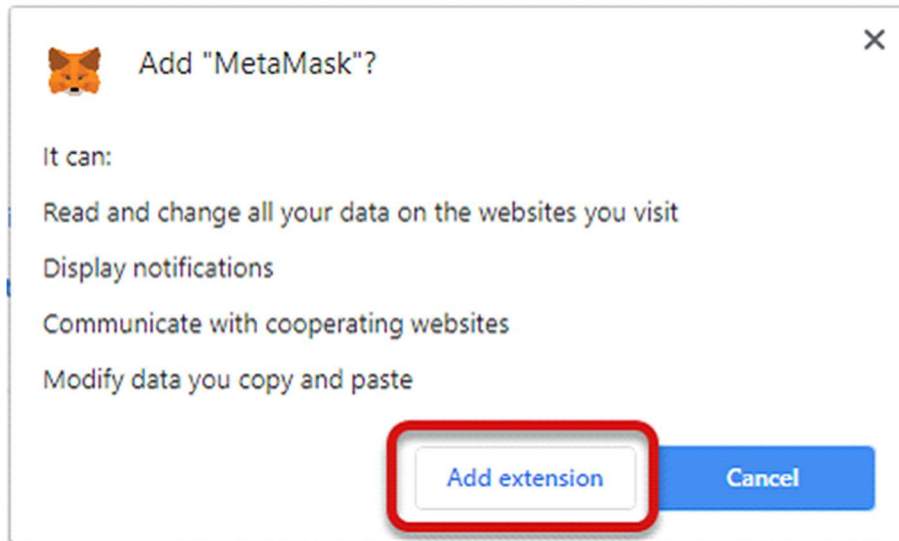 Add "MetaMask"?
It can:
Read and change all your data on the websites you visit
Display notifications
Communicate with cooperating websites
Modify data you copy and paste
Add extension
Cancel